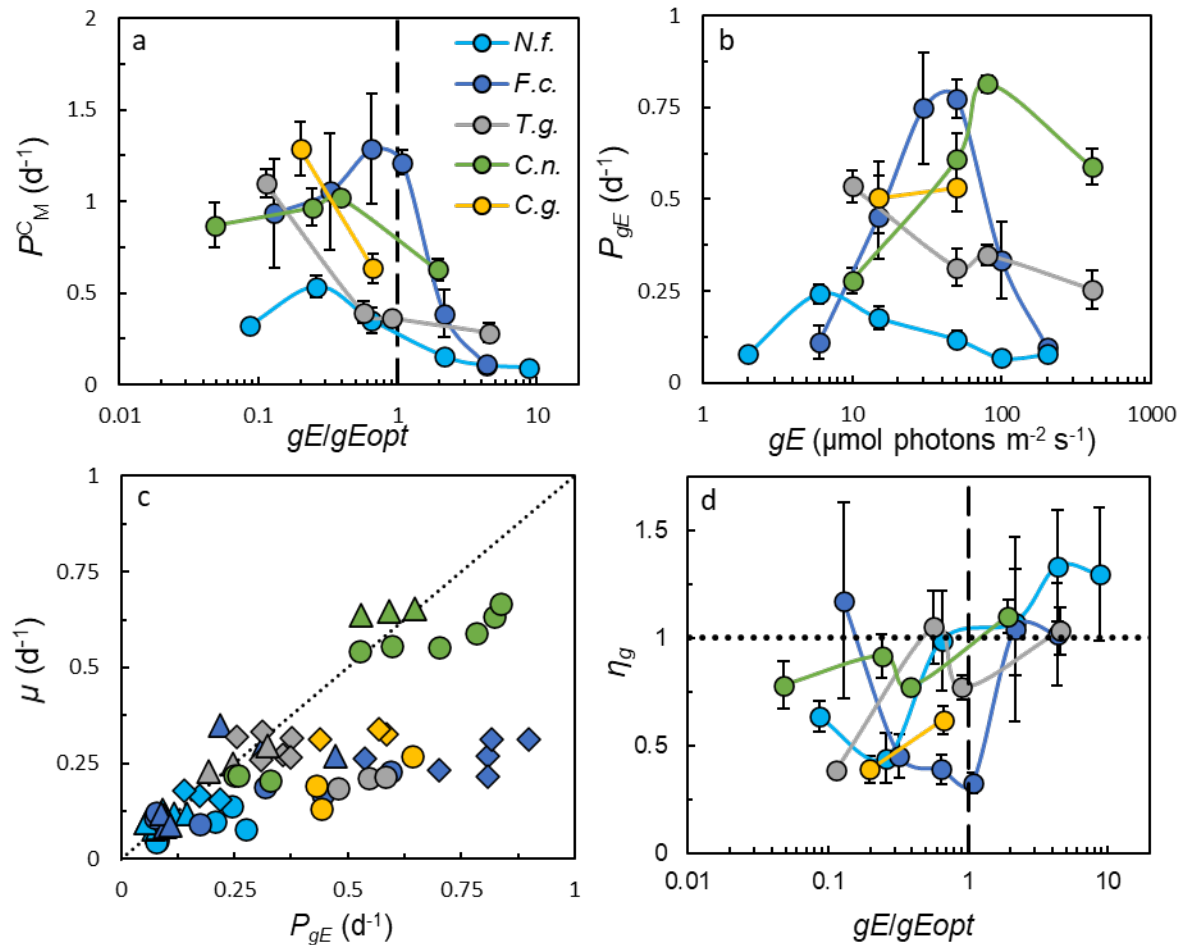 a
2
1.5
1
0.5
0
P^C_M (d^-1)
0.01
0.1
1
10
gE/gEopt
N.f.
F.c.
T.g.
C.n.
C.g.
b
1
0.75
0.5
0.25
0
P_gE (d^-1)
1
10
100
1000
gE (µmol photons m^-2 s^-1)
c
1
0.75
0.5
0.25
0
µ (d^-1)
0
0.25
0.5
0.75
1
P_gE (d^-1)
d
1.5
1
0.5
0
η_g
0.01
0.1
1
10
gE/gEopt